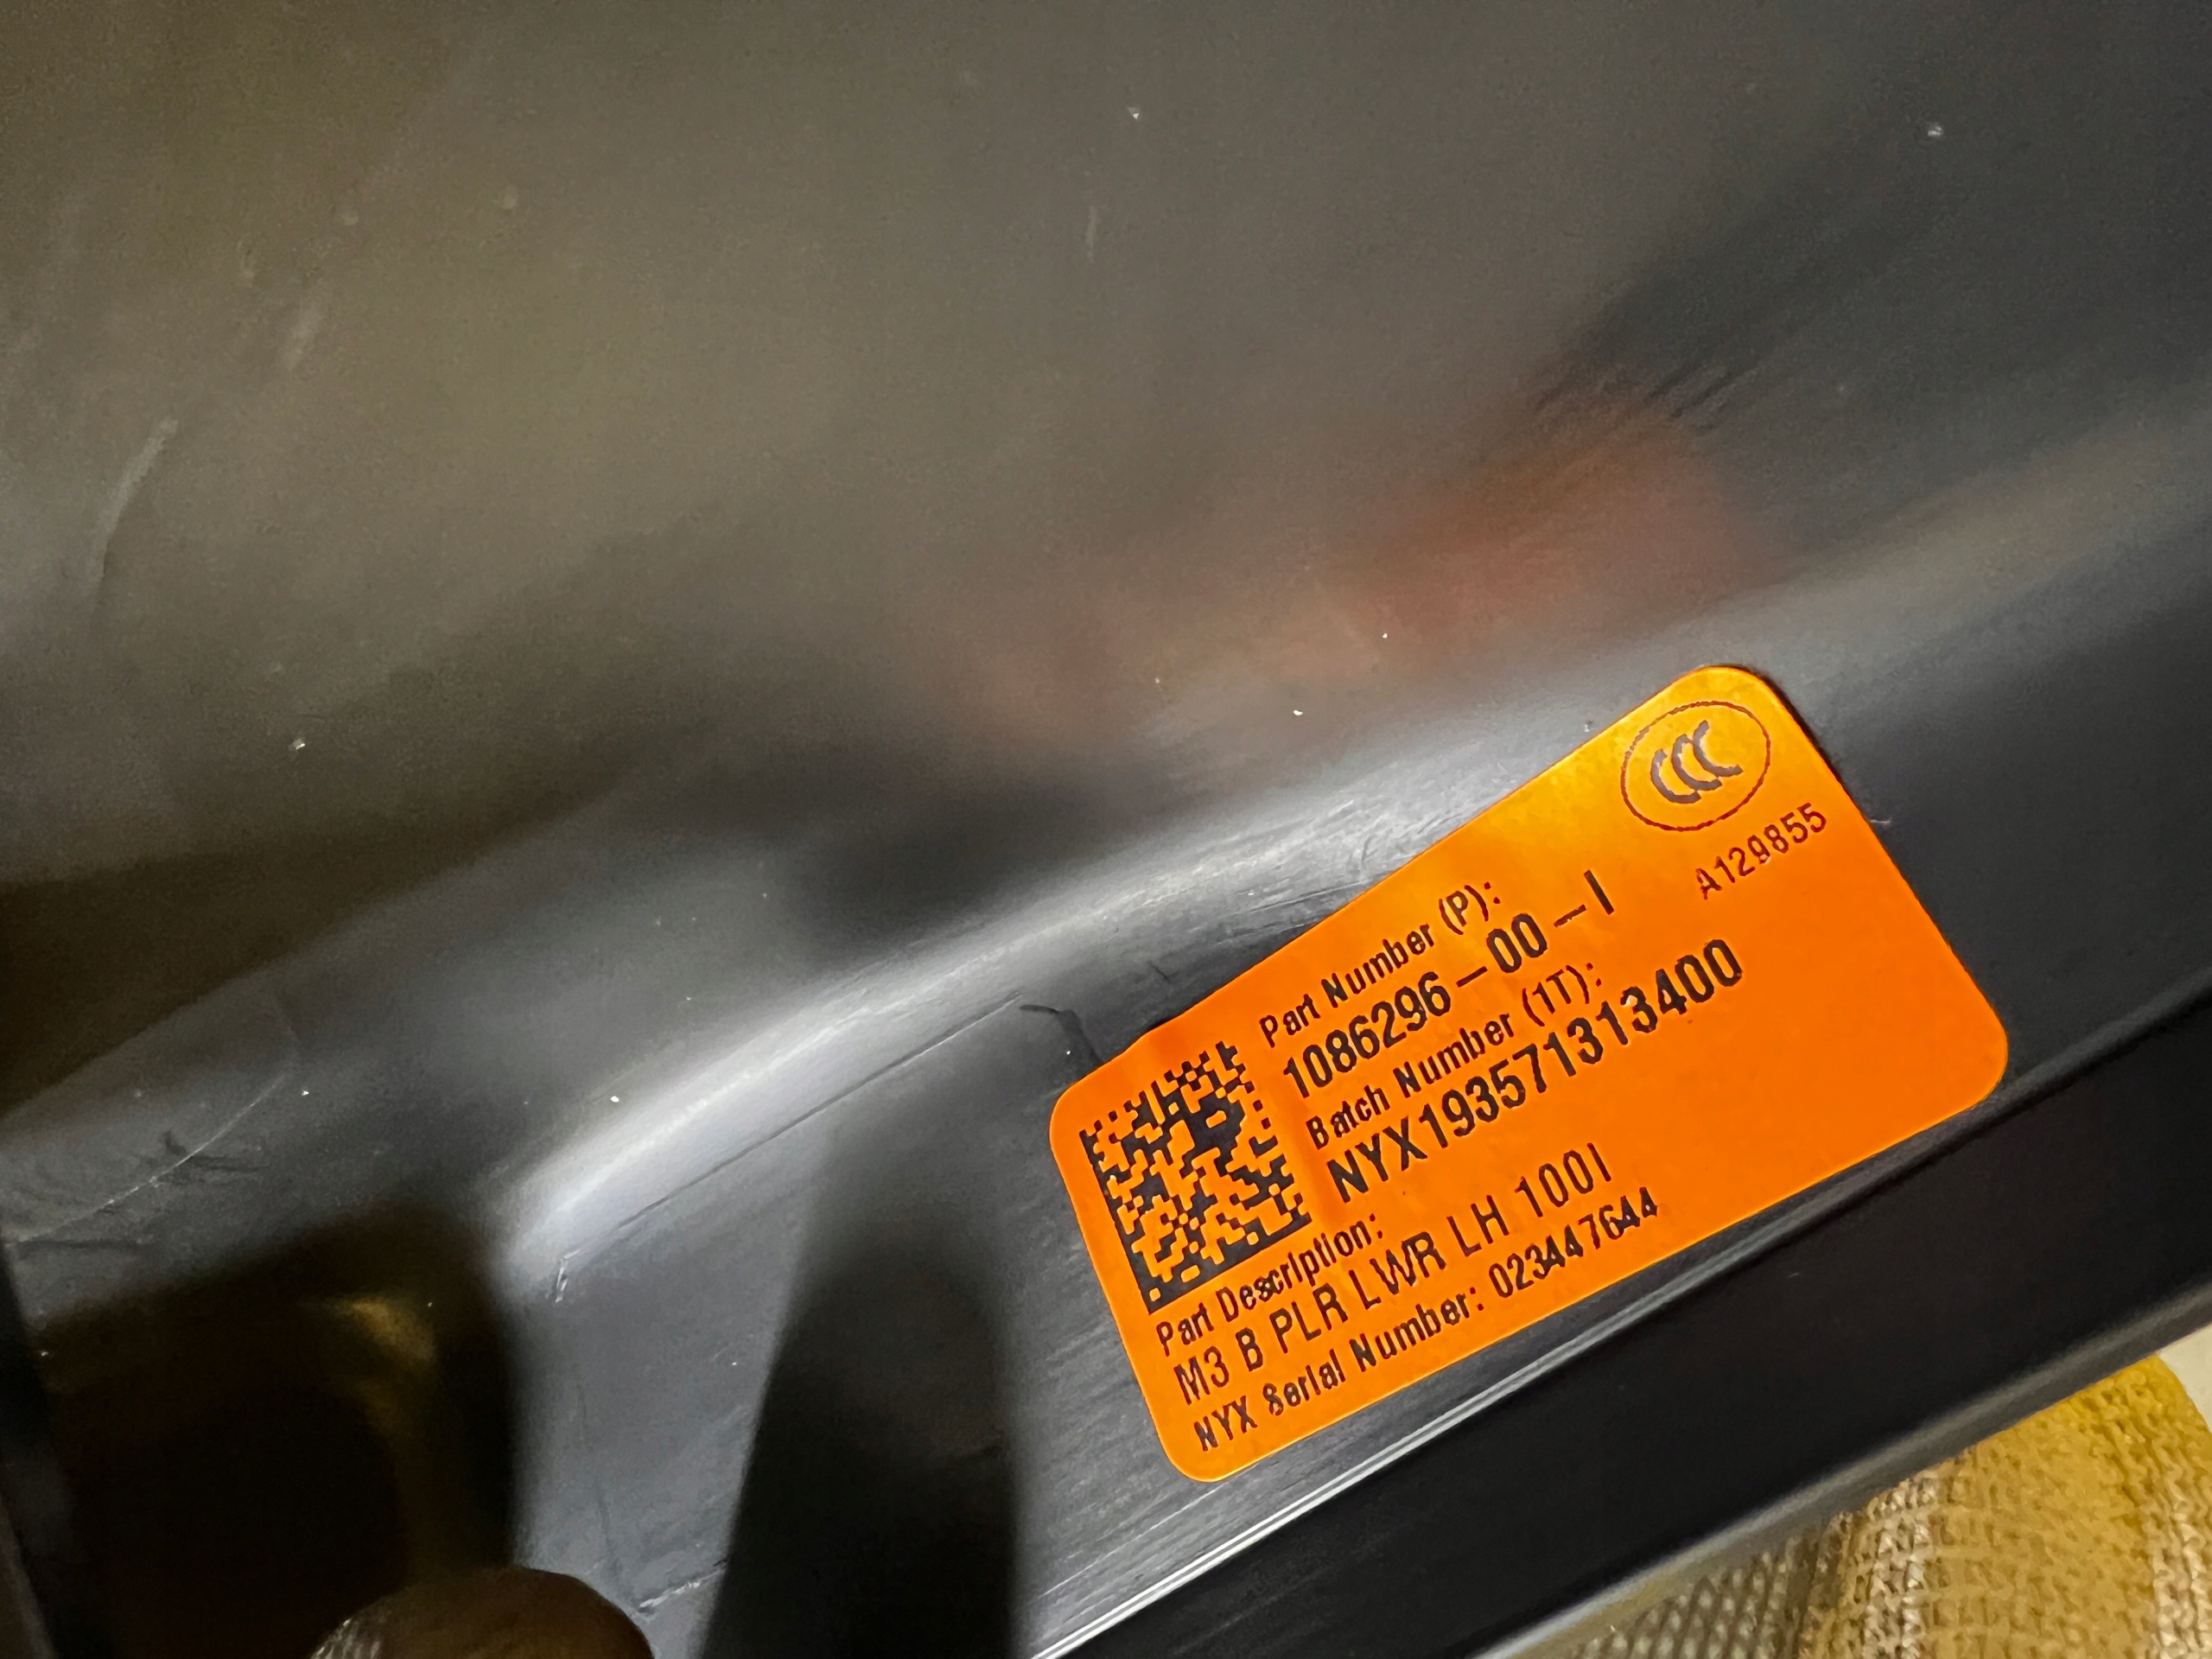 CCC
A129855
Part Number (P):
1086296-00-I
Batch Number (1T):
NYX193571313400
Part Description:
M3 B PLR LWR LH 100I
NYX Serial Number: 023447644